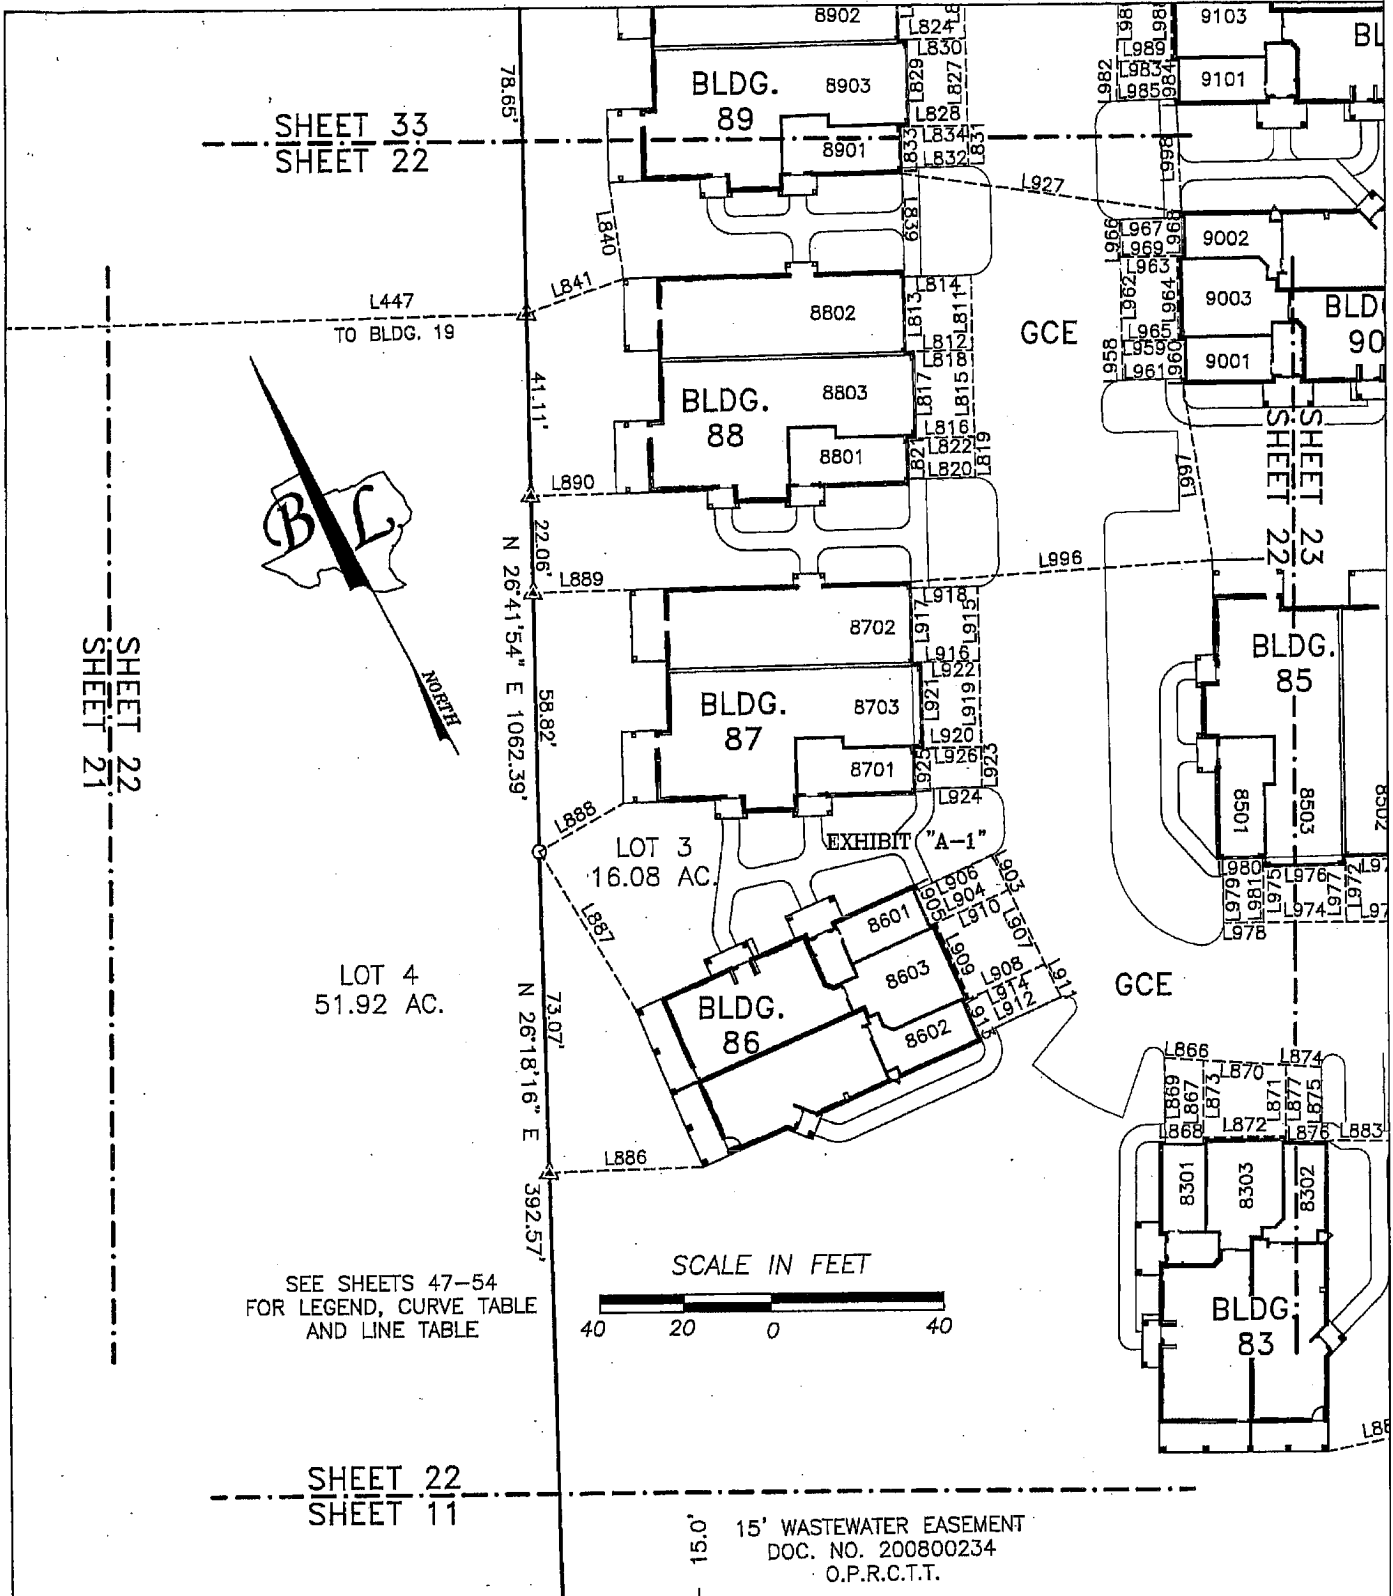 8902
L824
L830
9103
BL
L989
L982
L983
L984
L985
9101
78.65'
BLDG.
89
8903
L829
L827
L828
SHEET 33
SHEET 22
8901
L833
L834
L831
L832
L998
L927
L840
L839
L966
L967
L968
L969
9002
L963
L841
L447
TO BLDG. 19
L814
L813
L811
8802
L812
L818
GCE
L962
L964
9003
BLD
90
L965
L958
L959
L960
L961
9001
41.11'
BLDG.
88
8803
L817
L815
L816
8801
L821
L822
L819
L820
SHEET 23
SHEET 22
L997
L890
B L
NORTH
22.06'
L889
L996
N 26°41'54" E 1062.39'
L918
L917
L915
8702
L916
L922
BLDG.
85
SHEET 22
SHEET 21
58.82'
BLDG.
87
8703
L921
L919
L920
8701
L925
L926
L923
L924
8501
8503
8502
L888
LOT 3
16.08 AC.
EXHIBIT "A-1"
L980
L976
L979
L981
L975
L977
L972
L974
L978
L906
L903
L905
L904
L910
8601
L907
L887
LOT 4
51.92 AC.
8603
L909
L908
L911
L914
L912
L913
GCE
BLDG.
86
8602
73.07'
N 26°18'16" E
392.57'
L866
L874
L870
L869
L867
L873
L871
L877
L875
L872
L868
L876
L883
L886
8301
8303
8302
SCALE IN FEET
40 20 0 40
SEE SHEETS 47-54
FOR LEGEND, CURVE TABLE
AND LINE TABLE
BLDG.
83
SHEET 22
SHEET 11
15.0'
15' WASTEWATER EASEMENT
DOC. NO. 200800234
O.P.R.C.T.T.